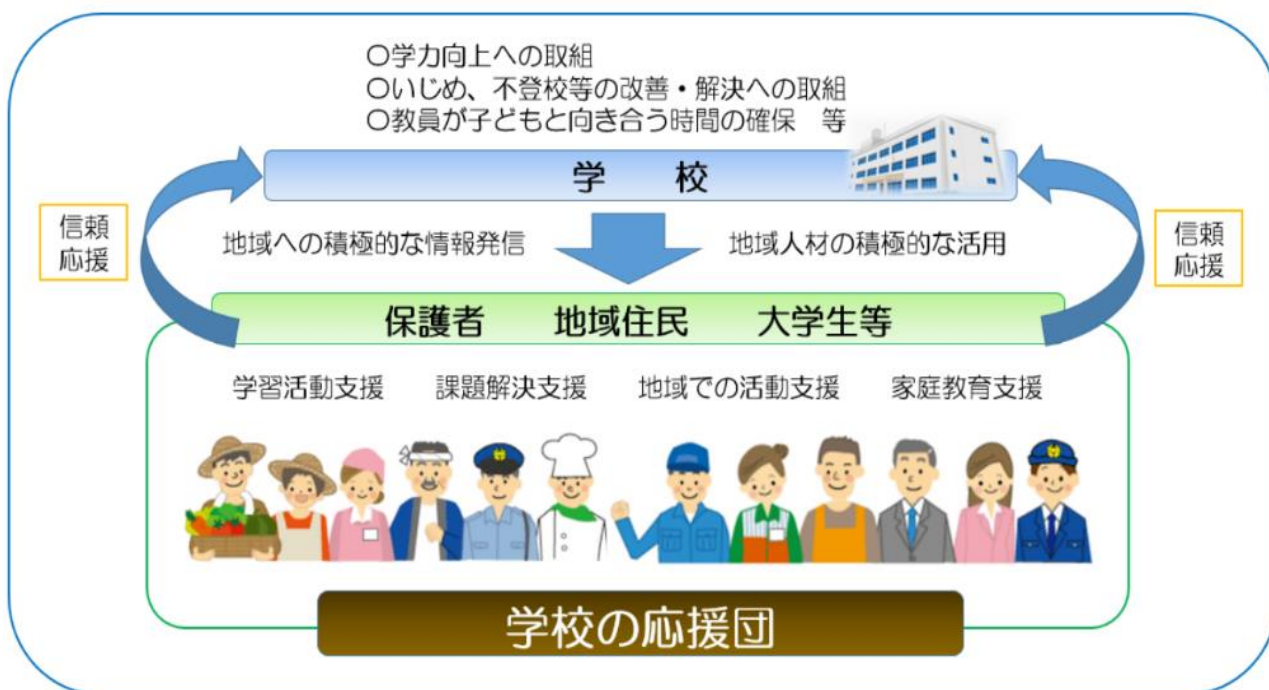 〇学力向上への取組
〇いじめ、不登校等の改善・解決への取組
〇教員が子どもと向き合う時間の確保　等
学　校
信頼
応援
地域への積極的な情報発信
地域人材の積極的な活用
信頼
応援
保護者　地域住民　大学生等
学習活動支援　課題解決支援　地域での活動支援　家庭教育支援
学校の応援団